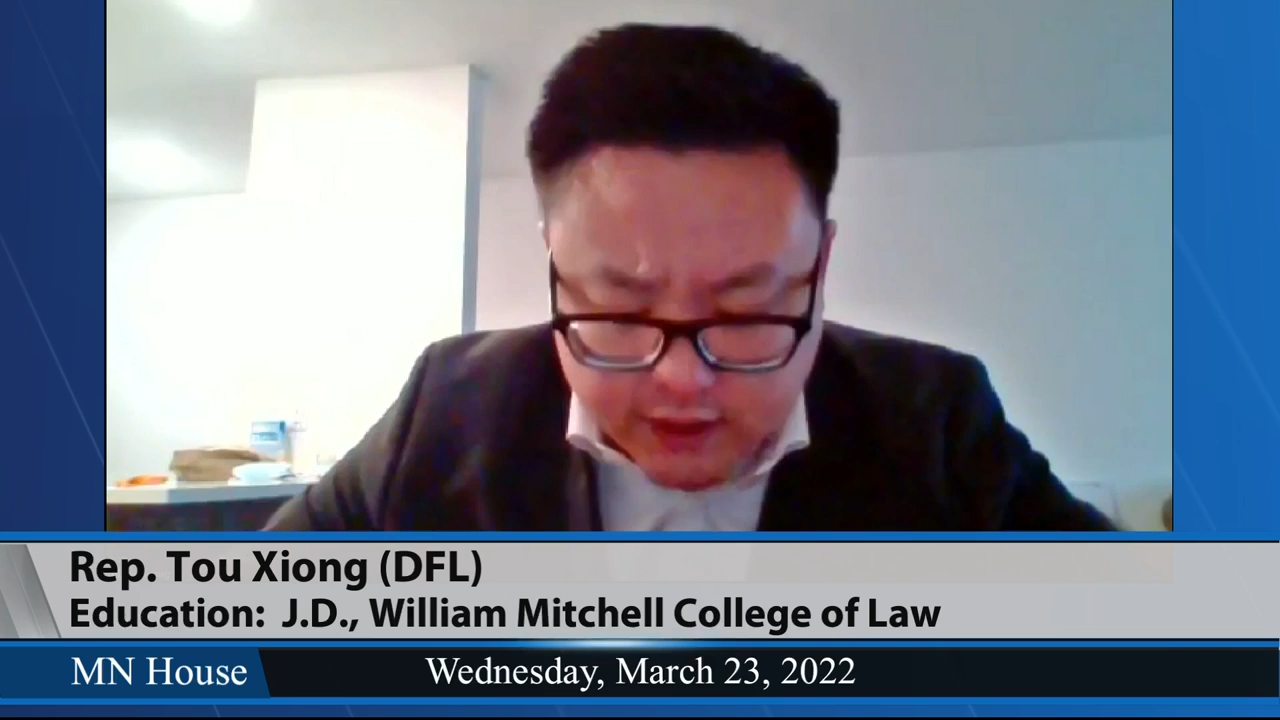 Rep. Tou Xiong (DFL)
Education: J.D., William Mitchell College of Law
MN House
Wednesday, March 23, 2022